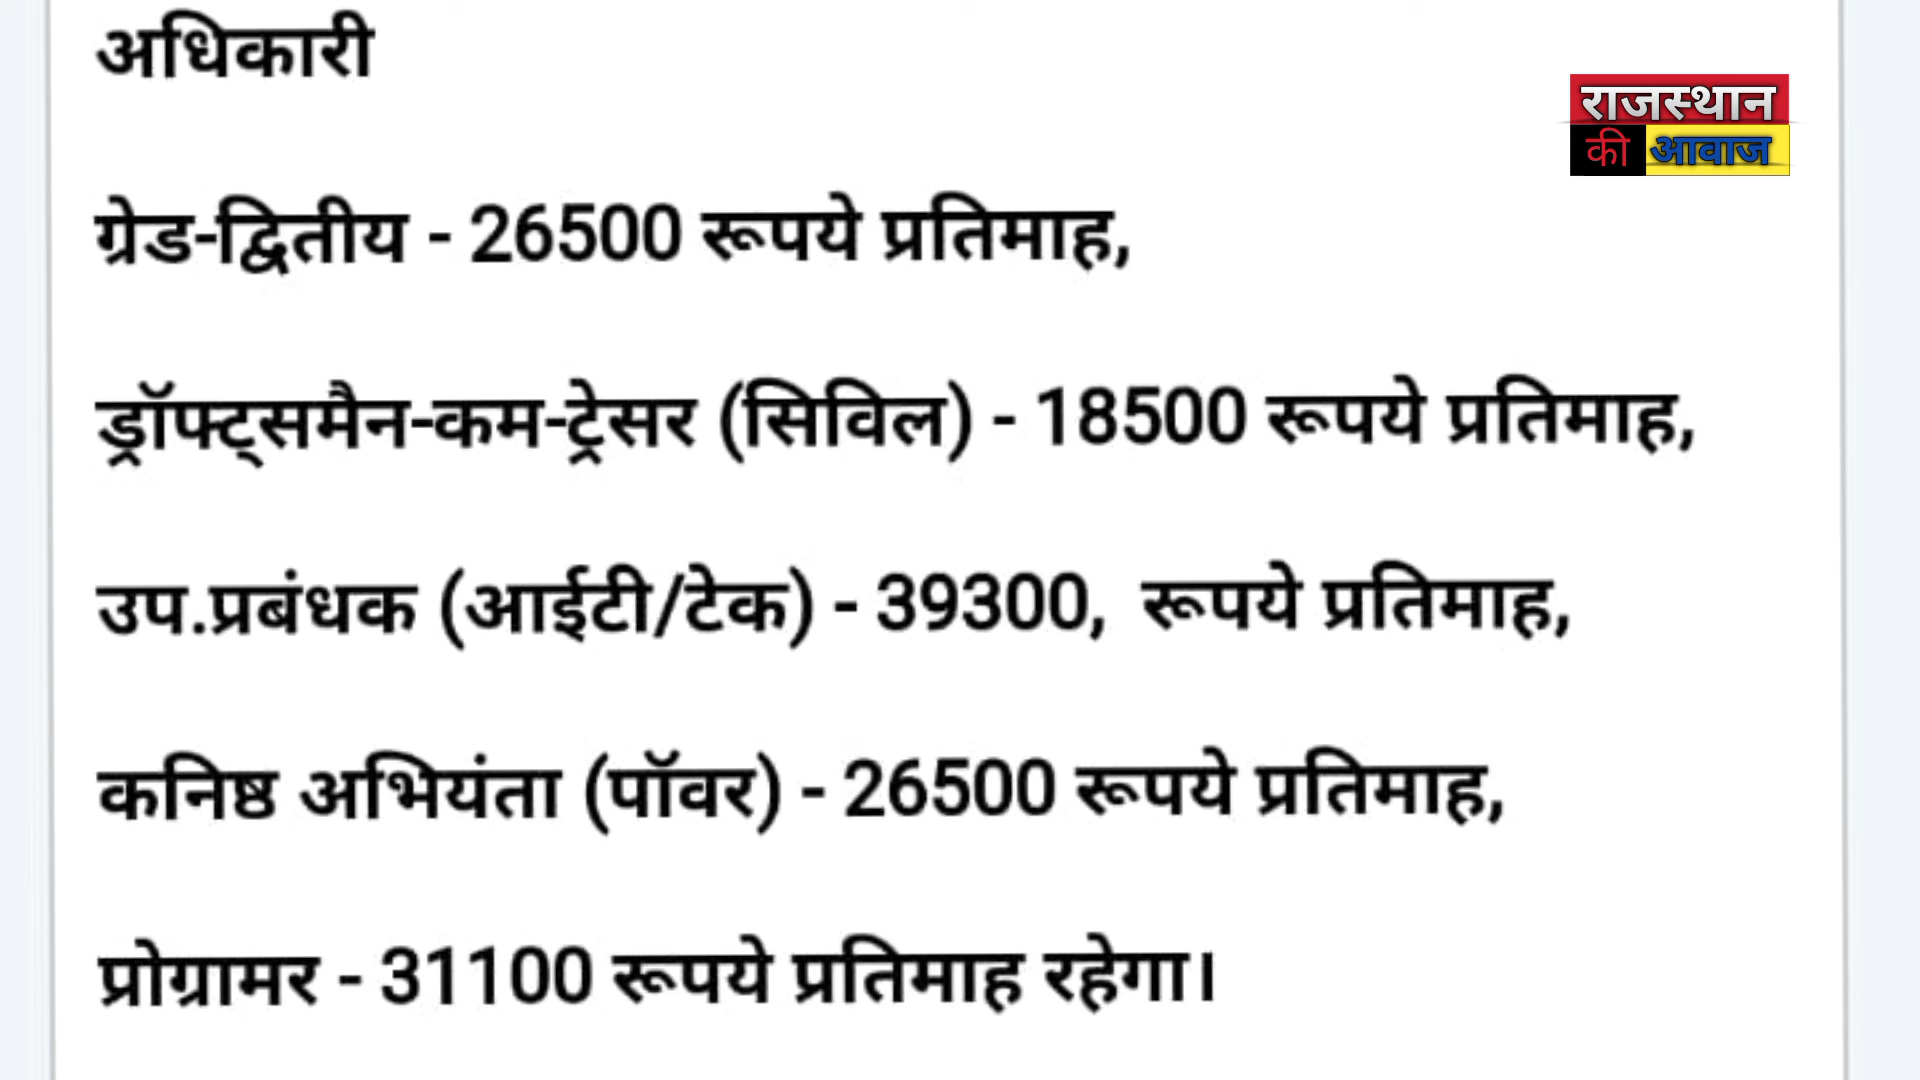 अधिकारी
राजस्थान
की आवाज
ग्रेड-द्वितीय - 26500 रूपये प्रतिमाह,
ड्रॉफ्ट्समैन-कम-ट्रेसर (सिविल) - 18500 रूपये प्रतिमाह,
उप.प्रबंधक (आईटी/टेक) - 39300, रूपये प्रतिमाह,
कनिष्ठ अभियंता (पॉवर) - 26500 रूपये प्रतिमाह,
प्रोग्रामर - 31100 रूपये प्रतिमाह रहेगा।